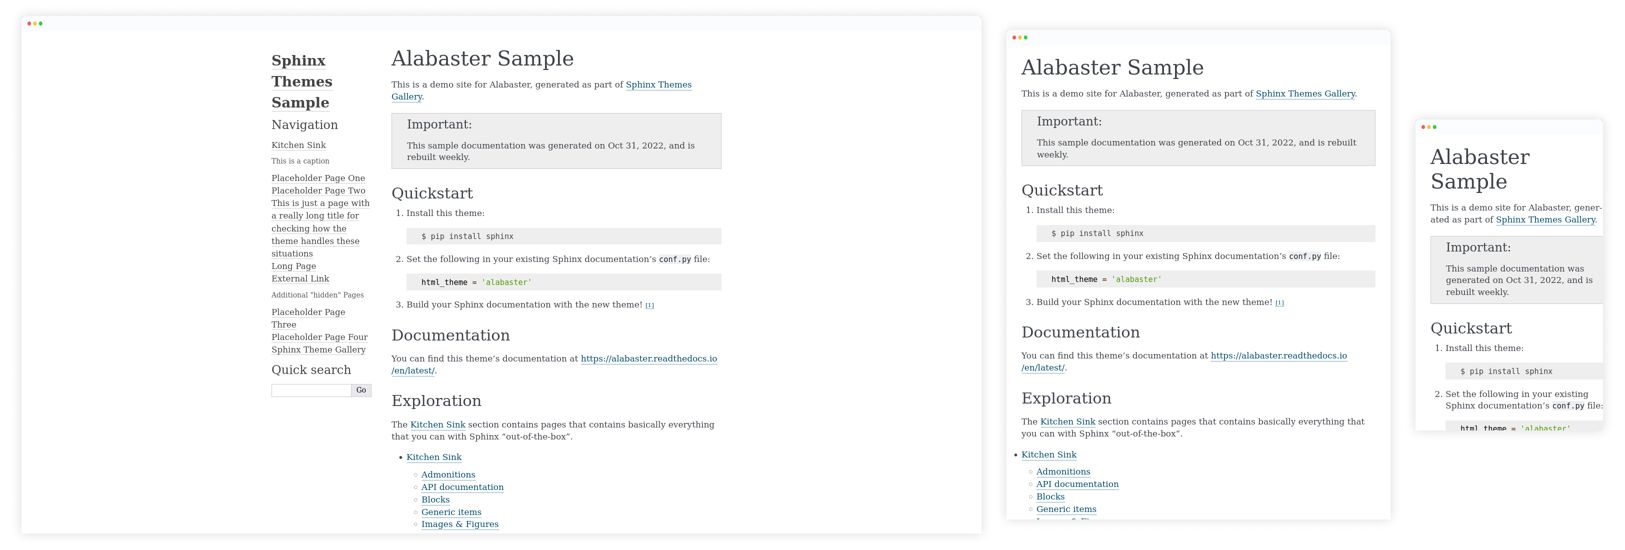 Sphinx
Themes
Sample
Navigation
Kitchen Sink
This is a caption
Placeholder Page One
Placeholder Page Two
This is just a page with
a really long title for
checking how the
theme handles these
situations
Long Page
External Link
Additional "hidden" Pages
Placeholder Page
Three
Placeholder Page Four
Sphinx Theme Gallery
Quick search
Go
Alabaster Sample
This is a demo site for Alabaster, generated as part of Sphinx Themes
Gallery.
Important:
This sample documentation was generated on Oct 31, 2022, and is
rebuilt weekly.
Quickstart
1. Install this theme:
$ pip install sphinx
2. Set the following in your existing Sphinx documentation’s conf.py file:
html_theme = 'alabaster'
3. Build your Sphinx documentation with the new theme! [1]
Documentation
You can find this theme’s documentation at https://alabaster.readthedocs.io
/en/latest/.
Exploration
The Kitchen Sink section contains pages that contains basically everything
that you can with Sphinx “out-of-the-box”.
• Kitchen Sink
◦ Admonitions
◦ API documentation
◦ Blocks
◦ Generic items
◦ Images & Figures
Alabaster Sample
This is a demo site for Alabaster, generated as part of Sphinx Themes Gallery.
Important:
This sample documentation was generated on Oct 31, 2022, and is rebuilt
weekly.
Quickstart
1. Install this theme:
$ pip install sphinx
2. Set the following in your existing Sphinx documentation’s conf.py file:
html_theme = 'alabaster'
3. Build your Sphinx documentation with the new theme! [1]
Documentation
You can find this theme’s documentation at https://alabaster.readthedocs.io
/en/latest/.
Exploration
The Kitchen Sink section contains pages that contains basically everything that
you can with Sphinx “out-of-the-box”.
• Kitchen Sink
◦ Admonitions
◦ API documentation
◦ Blocks
◦ Generic items
Alabaster
Sample
This is a demo site for Alabaster, gener-
ated as part of Sphinx Themes Gallery.
Important:
This sample documentation was
generated on Oct 31, 2022, and is
rebuilt weekly.
Quickstart
1. Install this theme:
$ pip install sphinx
2. Set the following in your existing
Sphinx documentation’s conf.py file:
html_theme = 'alabaster'